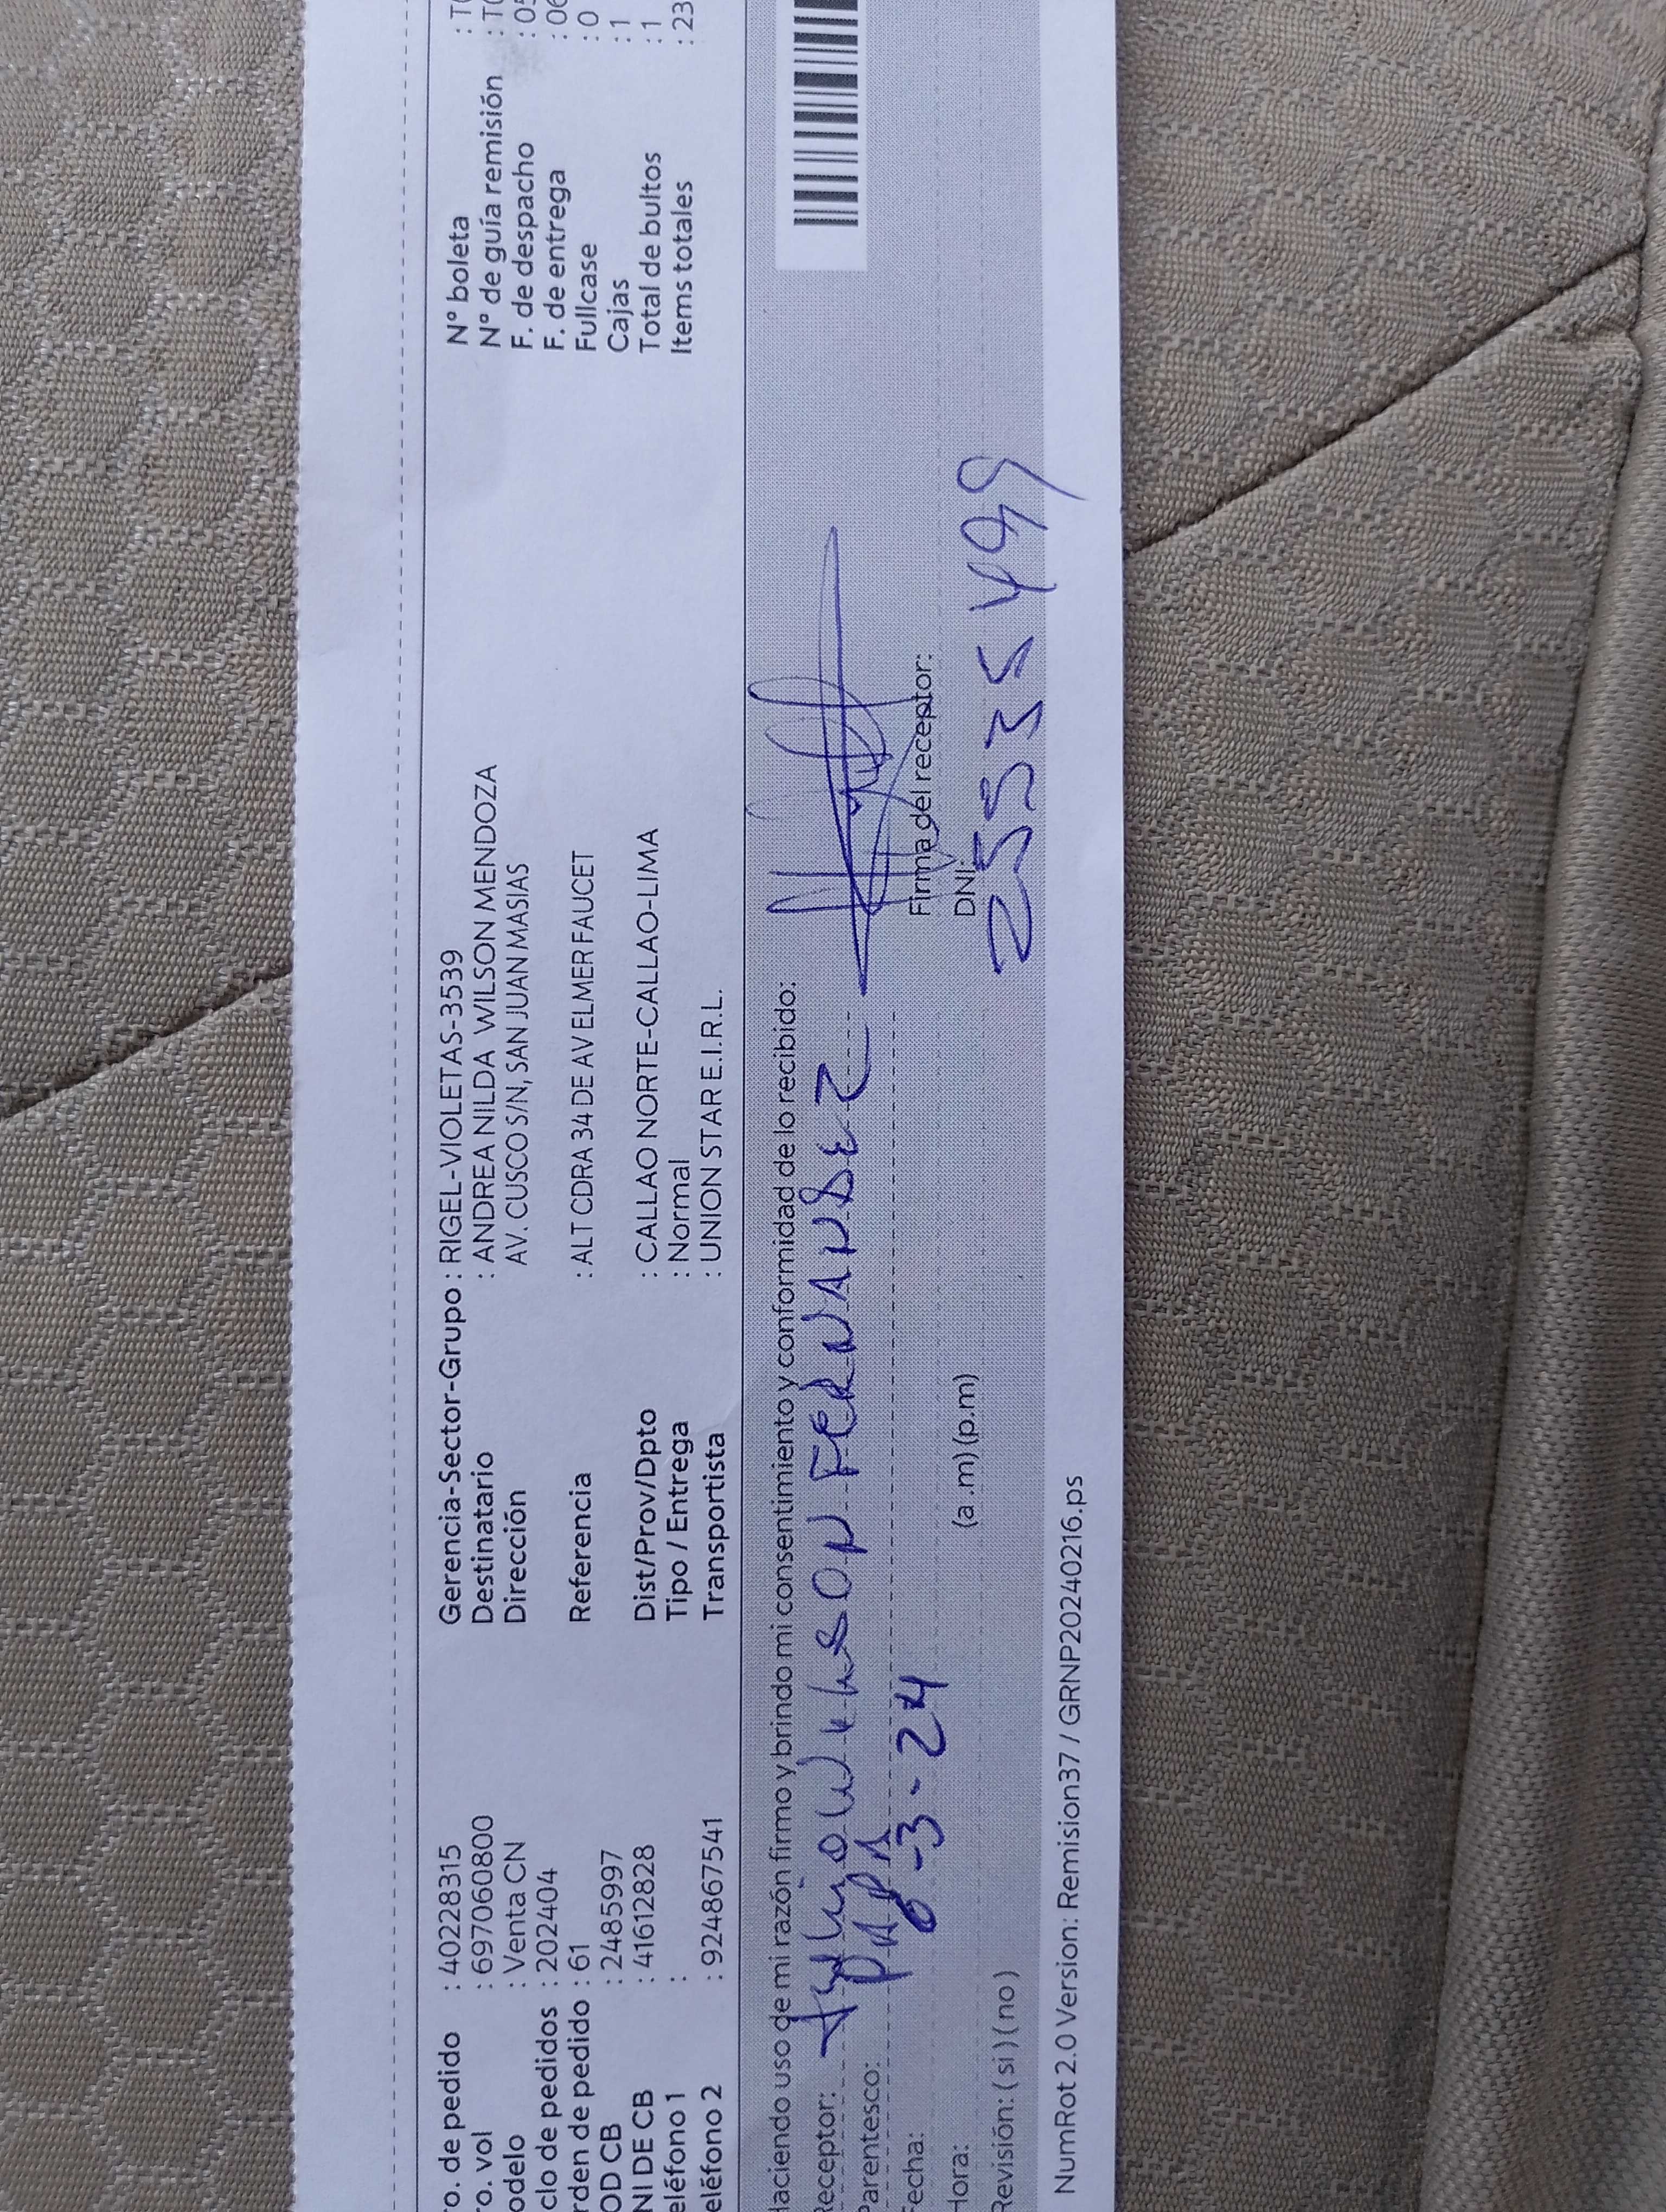 ro. de pedido : 40228315
ro. vol : 697060800
odelo : Venta CN
clo de pedidos : 202404
rden de pedido : 61
OD CB : 2485997
NI DE CB : 41612828
eléfono 1 :
eléfono 2 : 924867541
Gerencia-Sector-Grupo : RIGEL-VIOLETAS-3539
Destinatario : ANDREA NILDA WILSON MENDOZA
Dirección AV. CUSCO S/N, SAN JUAN MASIAS
Referencia : ALT CDRA 34 DE AV ELMER FAUCET
Dist/Prov/Dpto : CALLAO NORTE-CALLAO-LIMA
Tipo / Entrega : Normal
Transportista : UNION STAR E.I.R.L.
N° boleta : T
N° de guía remisión : T
F. de despacho : 05
F. de entrega : 06
Fullcase : 0
Cajas : 1
Total de bultos : 1
Items totales : 23
Haciendo uso de mi razón firmo y brindo mi consentimiento y conformidad de lo recibido:
Receptor: Julio Wilson FERNANDEZ
Parentesco: PAPA
Fecha: 6-3-24
Hora: (a .m) (p.m)
Revisión: ( si ) ( no )
Firma del receptor:
DNI: 25535499
NumRot 2.0 Version: Remision37 / GRNP20240216.ps